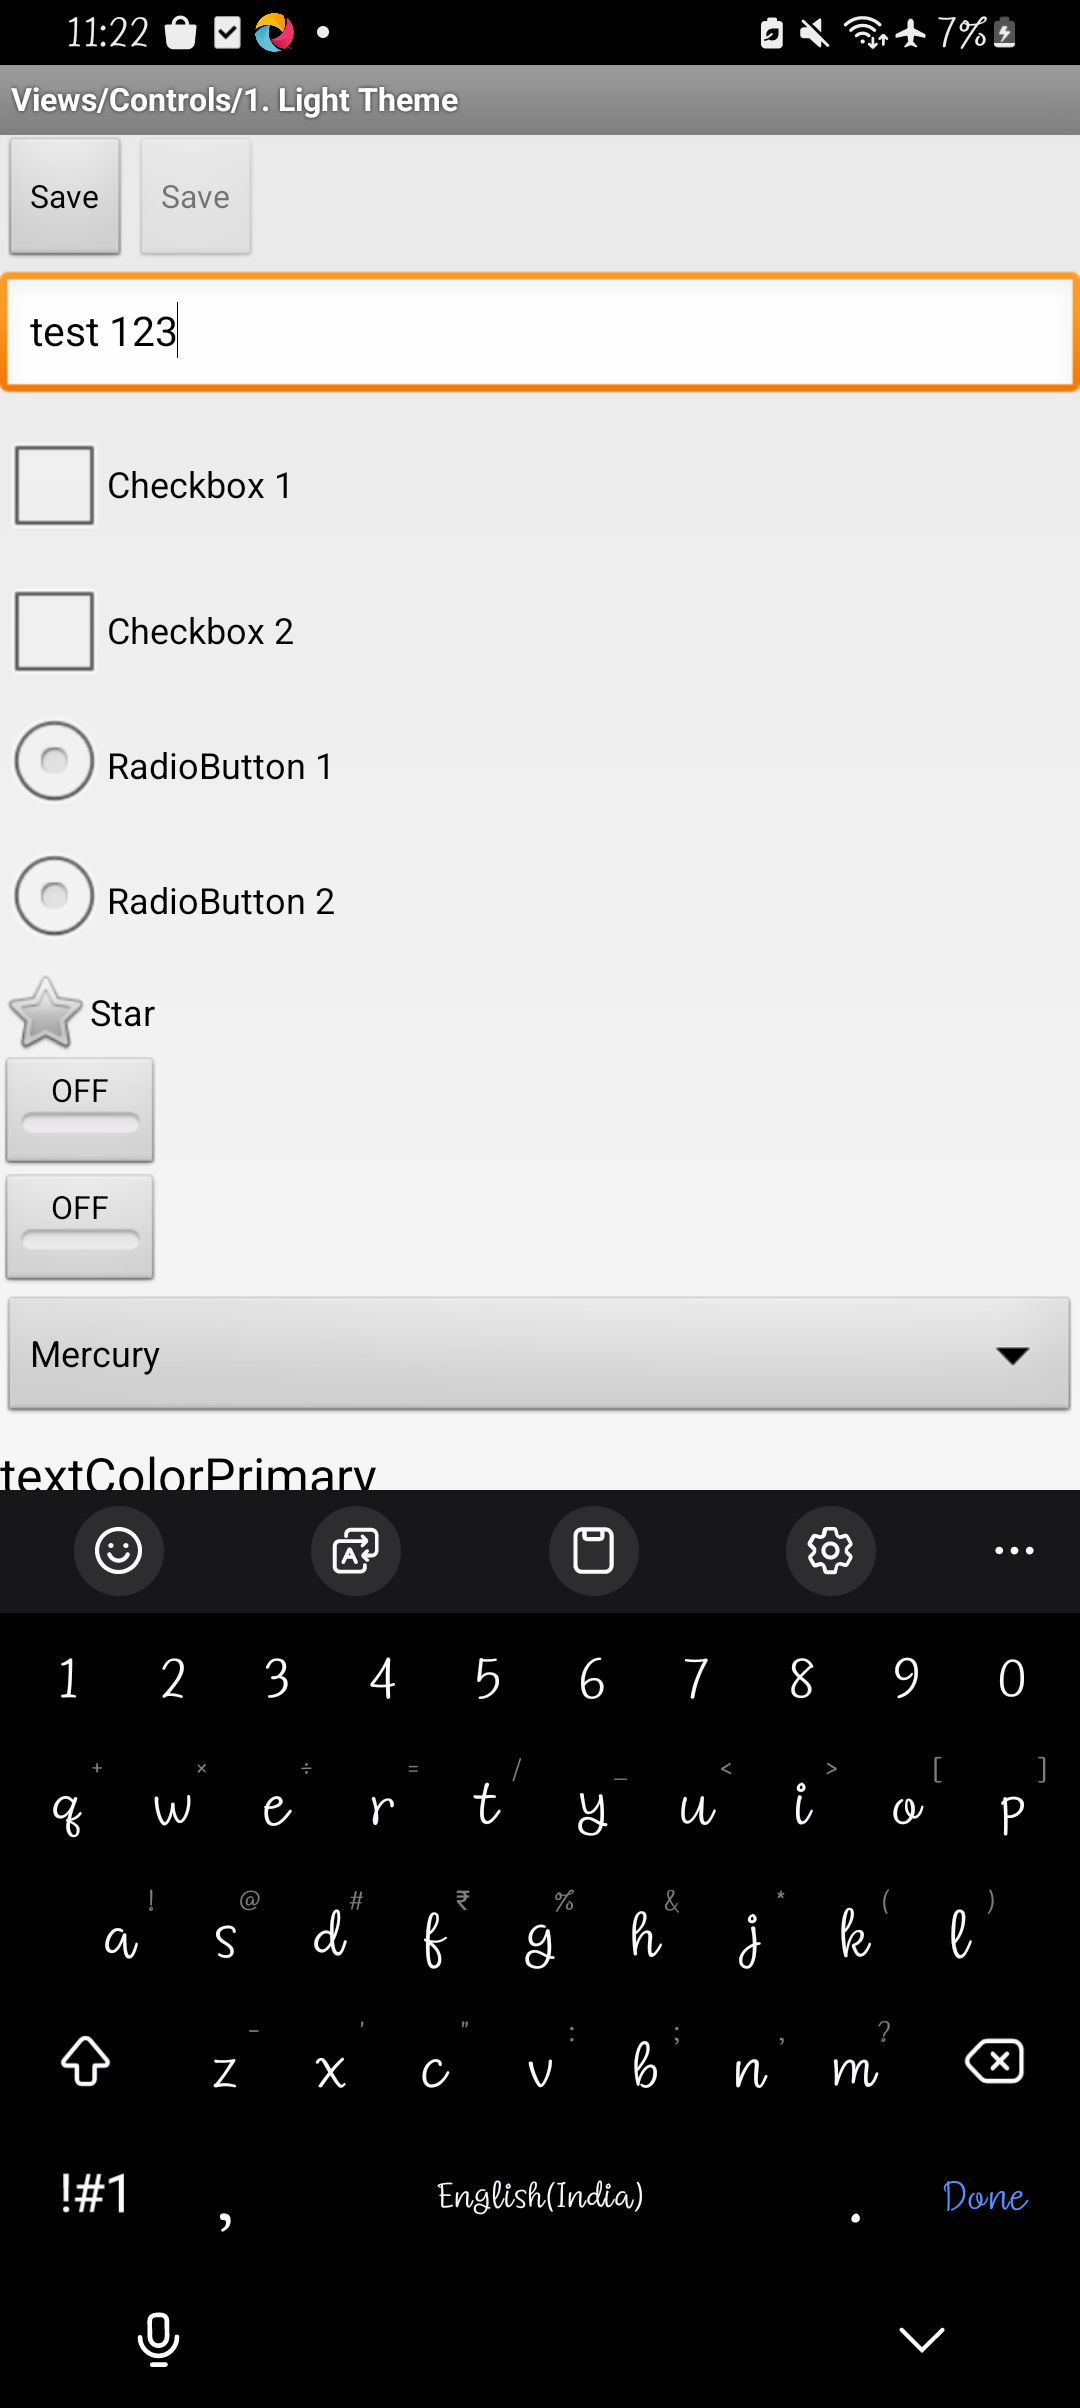 11:22 7%
Views/Controls/1. Light Theme
Save Save
test 123
Checkbox 1
Checkbox 2
RadioButton 1
RadioButton 2
Star
OFF
OFF
Mercury
textColorPrimary
1 2 3 4 5 6 7 8 9 0
+ × ÷ = / _ < > [ ]
q w e r t y u i o p
! @ # ₹ % & * ( )
a s d f g h j k l
- ' " : ; , ?
z x c v b n m
!#1 , English(India) . Done